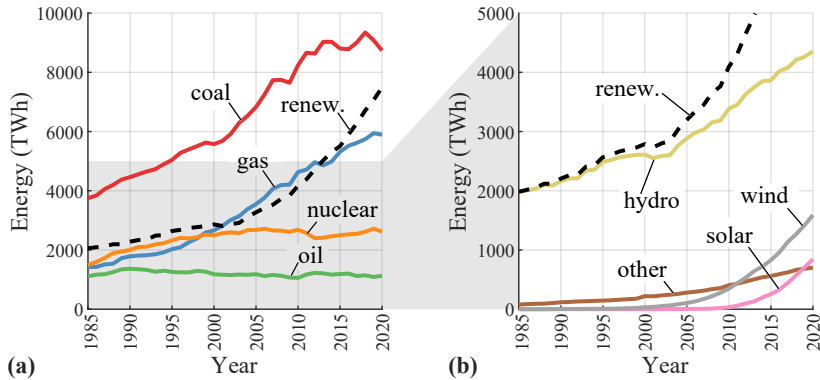 10000
8000
6000
4000
2000
0
Energy (TWh)
coal
renew.
gas
nuclear
oil
1985
1990
1995
2000
2005
2010
2015
2020
Year
(a)
5000
4000
3000
2000
1000
0
Energy (TWh)
renew.
hydro
wind
solar
other
1985
1990
1995
2000
2005
2010
2015
2020
Year
(b)